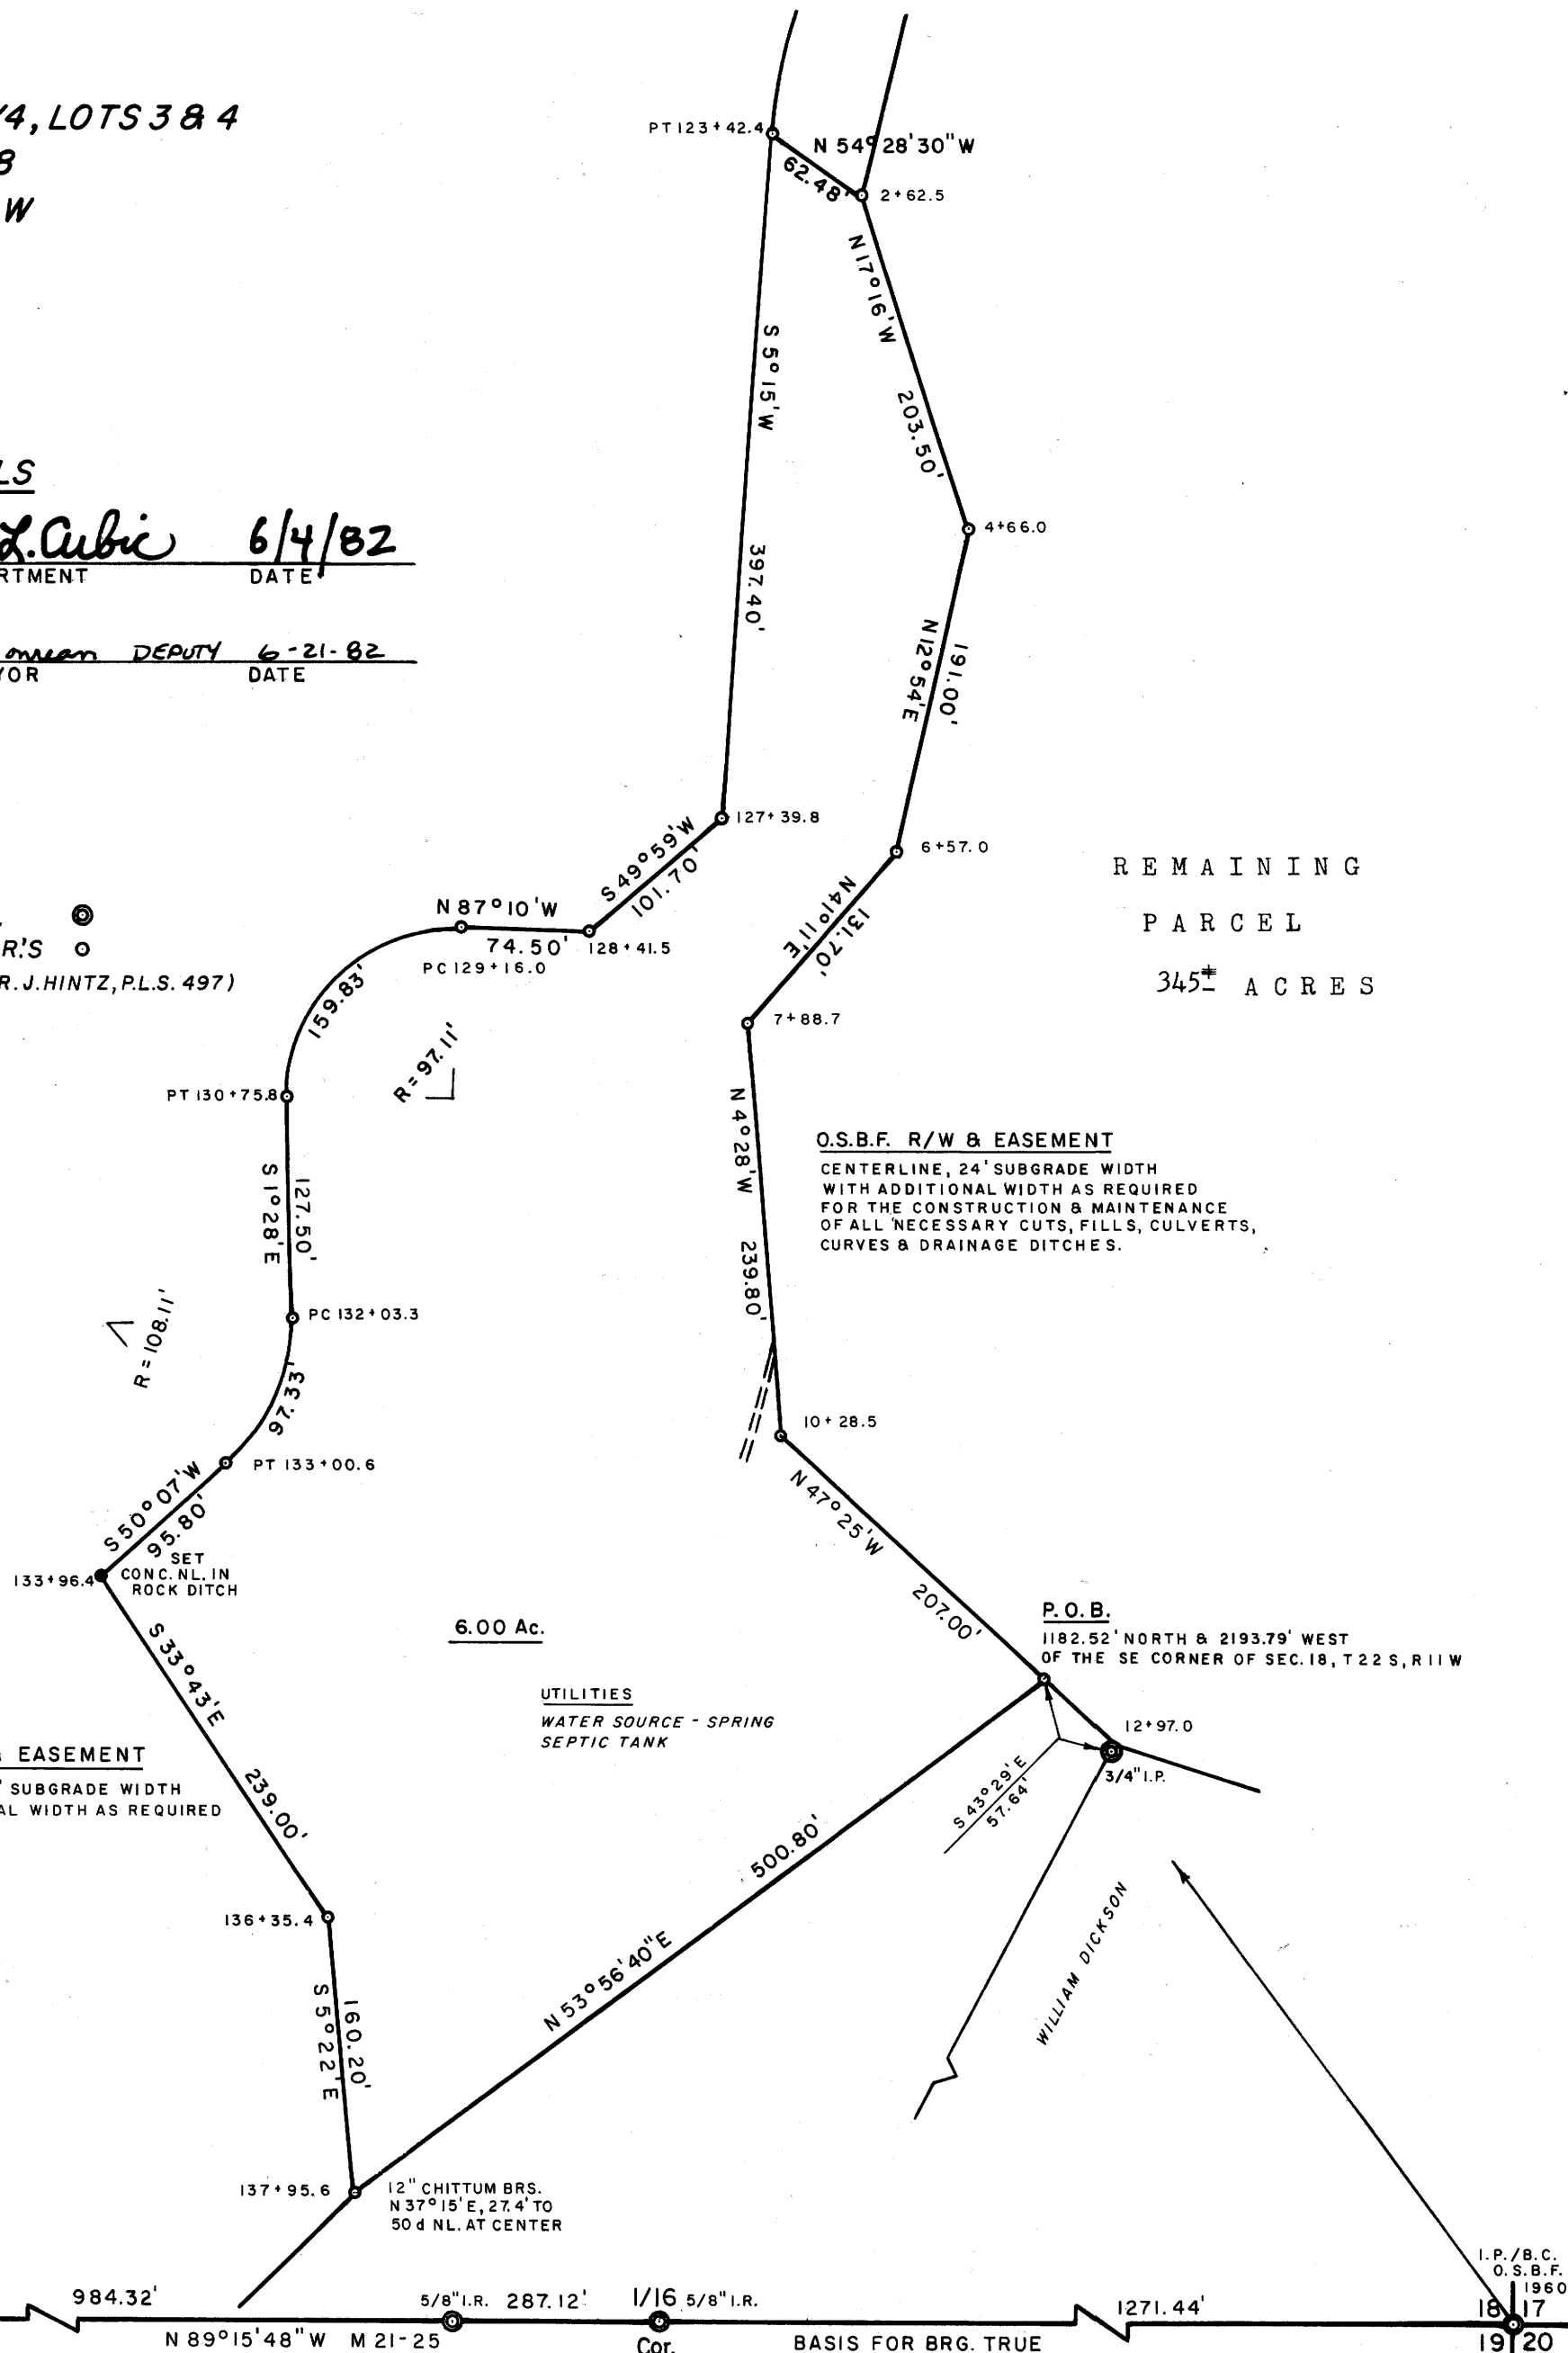 /4, LOTS 3 & 4
8
W
LS
L. Cubic 6/4/82
RTMENT DATE
DEPUTY 6-21-82
YOR DATE
R.'S
R. J. HINTZ, P.L.S. 497)
PT 123+42.4
N 54° 28' 30" W
62.48'
2+62.5
N 17° 16' W
203.50'
S 5° 15' W
397.40'
4+66.0
N 12° 54' E
191.00'
127+39.8
6+57.0
S 49° 59' W
101.70'
N 87° 10' W
74.50'
128+41.5
PC 129+16.0
N 41° 11' E
131.70'
REMAINING
PARCEL
345± ACRES
159.83'
R = 97.11'
7+88.7
PT 130+75.8
N 4° 28' W
239.80'
O.S.B.F. R/W & EASEMENT
CENTERLINE, 24' SUBGRADE WIDTH
WITH ADDITIONAL WIDTH AS REQUIRED
FOR THE CONSTRUCTION & MAINTENANCE
OF ALL NECESSARY CUTS, FILLS, CULVERTS,
CURVES & DRAINAGE DITCHES.
S 1° 28' E
127.50'
PC 132+03.3
R = 108.11'
97.33'
10+28.5
PT 133+00.6
N 47° 25' W
207.00'
S 50° 07' W
95.80'
133+96.4
SET
CONC. NL. IN
ROCK DITCH
6.00 Ac.
P.O.B.
1182.52' NORTH & 2193.79' WEST
OF THE SE CORNER OF SEC. 18, T 22 S, R 11 W
S 33° 43' E
239.00'
UTILITIES
WATER SOURCE - SPRING
SEPTIC TANK
12+97.0
3/4" I.P.
S 43° 29' E
57.64'
& EASEMENT
' SUBGRADE WIDTH
AL WIDTH AS REQUIRED
500.80'
N 53° 56' 40" E
136+35.4
S 5° 22' E
160.20'
WILLIAM DICKSON
137+95.6
12" CHITTUM BRS.
N 37° 15' E, 27.4' TO
50 d NL. AT CENTER
984.32'
5/8" I.R.
287.12'
1/16
5/8" I.R.
1271.44'
I.P./B.C.
O.S.B.F.
1960
18 17
N 89° 15' 48" W M 21-25
Cor.
BASIS FOR BRG. TRUE
19 20